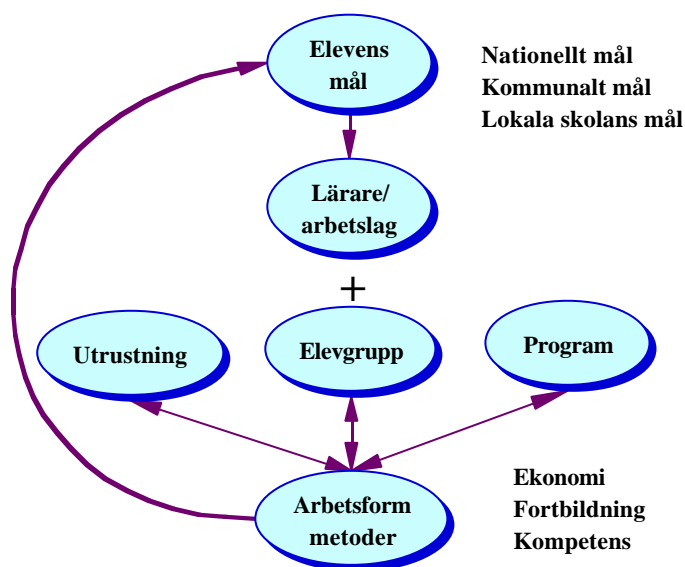 Elevens
mål
Nationellt mål
Kommunalt mål
Lokala skolans mål
Lärare/
arbetslag
+
Utrustning
Elevgrupp
Program
Arbetsform
metoder
Ekonomi
Fortbildning
Kompetens